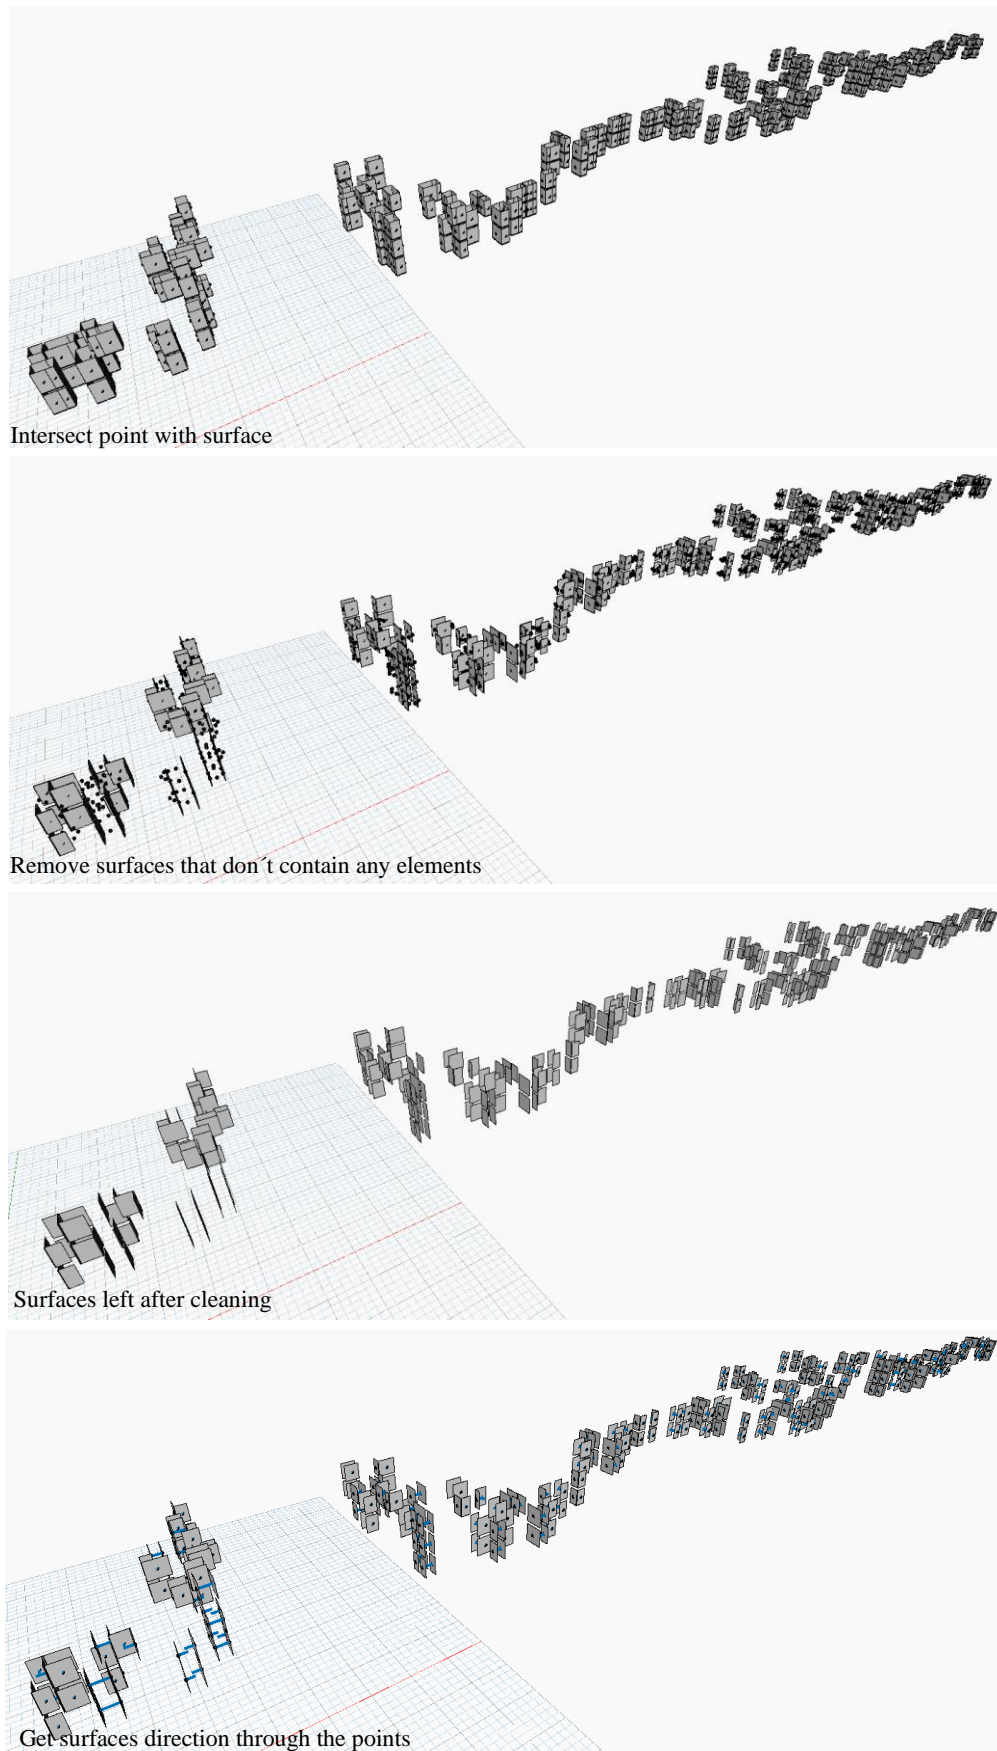 Intersect point with surface
Remove surfaces that don´t contain any elements
Surfaces left after cleaning
Get surfaces direction through the points